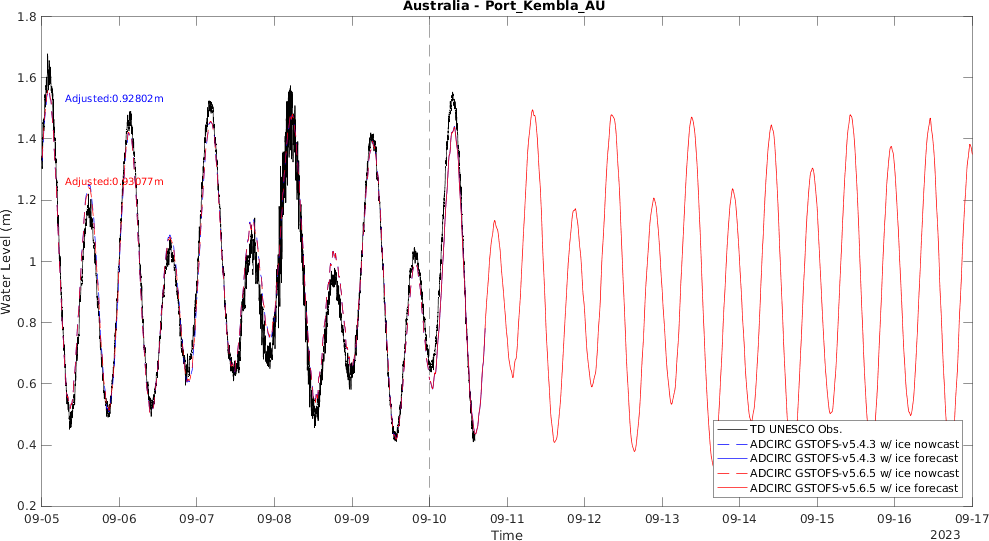 Australia - Port_Kembla_AU
1.8
1.6
1.4
1.2
1
0.8
0.6
0.4
0.2
Water Level (m)
Adjusted:0.92802m
Adjusted:0.93077m
TD UNESCO Obs.
ADCIRC GSTOFS-v5.4.3 w/ ice nowcast
ADCIRC GSTOFS-v5.4.3 w/ ice forecast
ADCIRC GSTOFS-v5.6.5 w/ ice nowcast
ADCIRC GSTOFS-v5.6.5 w/ ice forecast
09-05 09-06 09-07 09-08 09-09 09-10 09-11 09-12 09-13 09-14 09-15 09-16 09-17
Time
2023